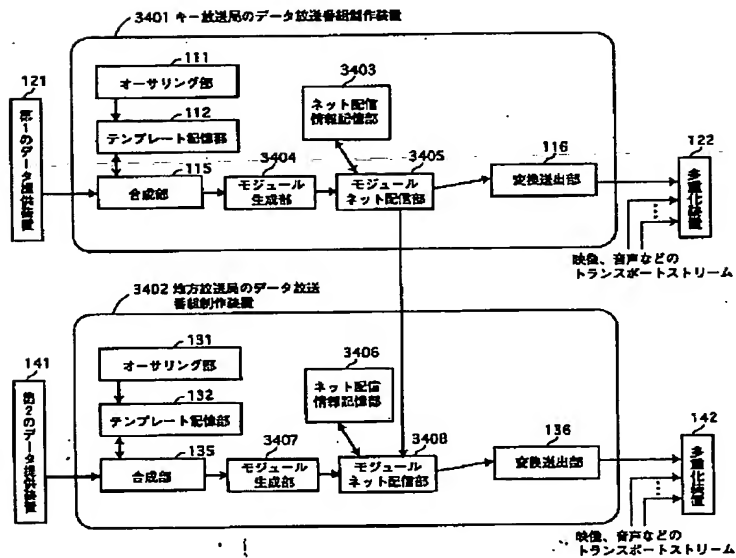 3401 キー放送局のデータ放送番組制作装置
111
オーサリング部
121
第1のデータ提供装置
112
テンプレート記憶部
115
合成部
3404
モジュール
生成部
3403
ネット配信
情報記憶部
3405
モジュール
ネット配信部
116
変換送出部
122
多重化装置
映像、音声などの
トランスポートストリーム
3402 地方放送局のデータ放送
番組制作装置
131
オーサリング部
141
第2のデータ提供装置
132
テンプレート記憶部
135
合成部
3407
モジュール
生成部
3406
ネット配信
情報記憶部
3408
モジュール
ネット配信部
136
変換送出部
142
多重化装置
映像、音声などの
トランスポートストリーム